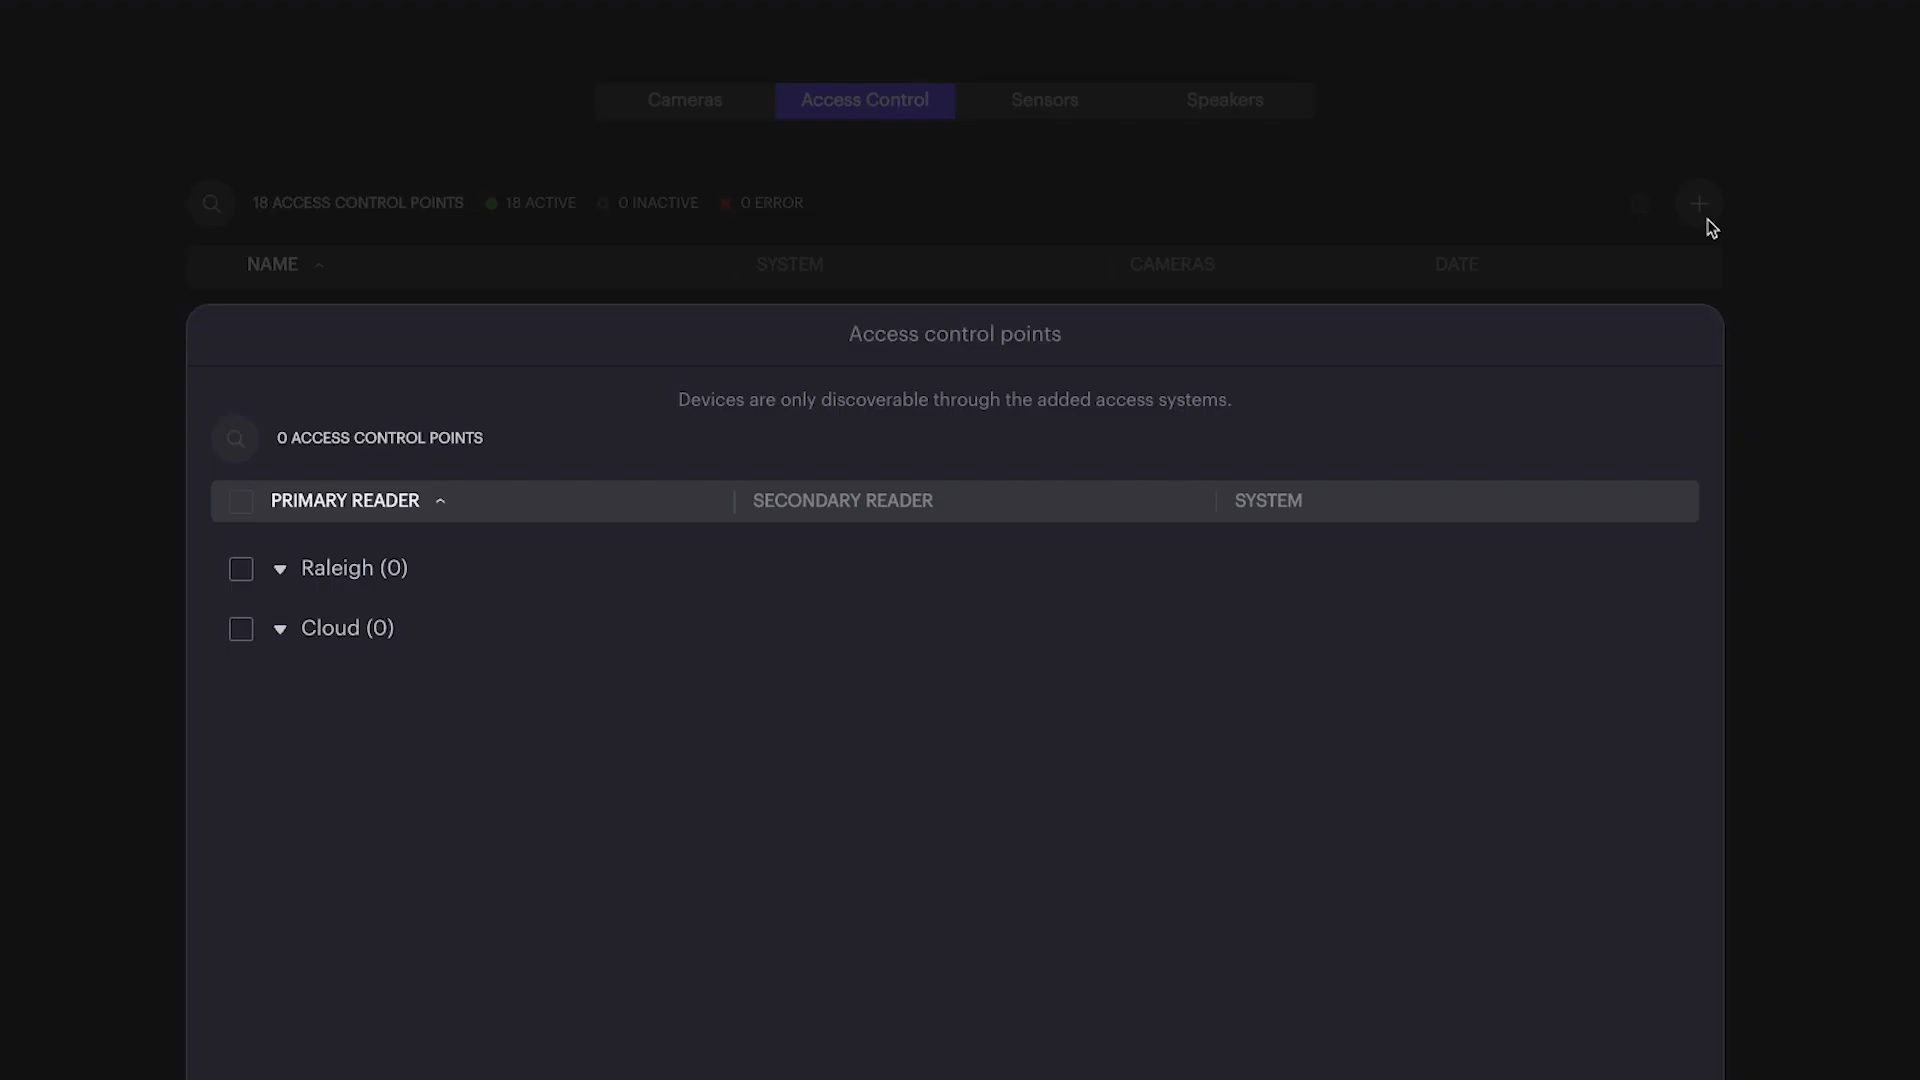 Cameras Access Control Sensors Speakers
18 ACCESS CONTROL POINTS 18 ACTIVE 0 INACTIVE 0 ERROR
NAME SYSTEM CAMERAS DATE
Access control points
Devices are only discoverable through the added access systems.
0 ACCESS CONTROL POINTS
PRIMARY READER SECONDARY READER SYSTEM
Raleigh (0)
Cloud (0)